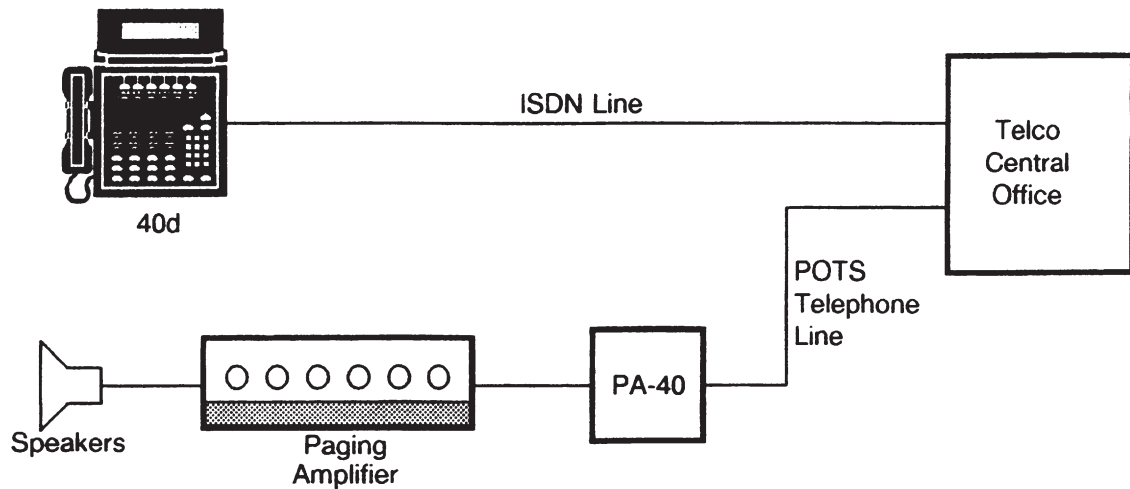 ISDN Line
Telco
Central
Office
40d
POTS
Telephone
Line
PA-40
Speakers
Paging
Amplifier